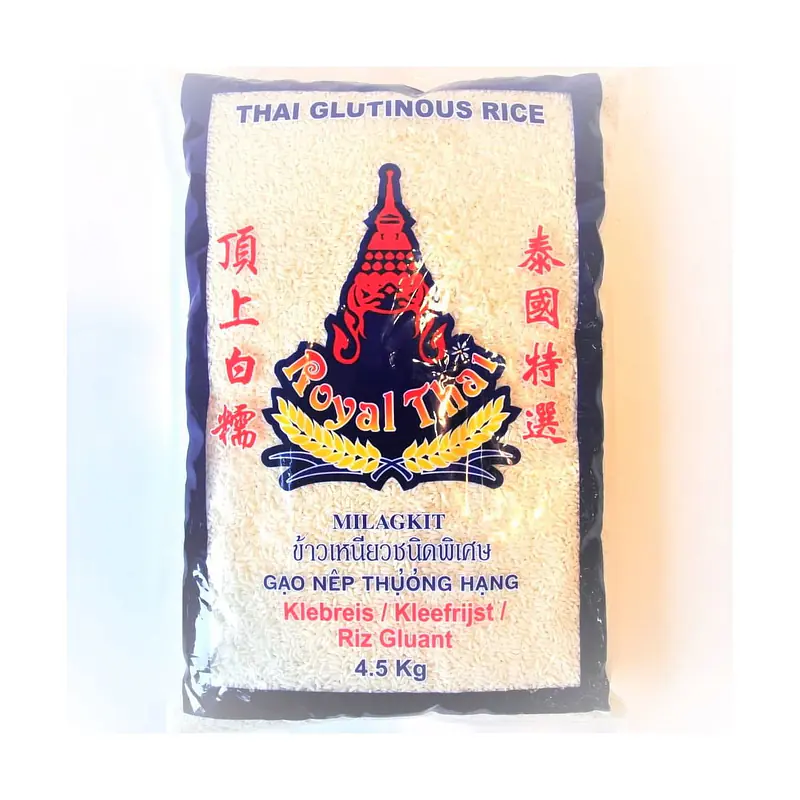 THAI GLUTINOUS RICE
頂上白糯
泰國特選
Royal Thai
MILAGKIT
ข้าวเหนียวชนิดพิเศษ
GẠO NÊP THỰỎNG HẠNG
Klebreis / Kleefrijst /
Riz Gluant
4.5 Kg